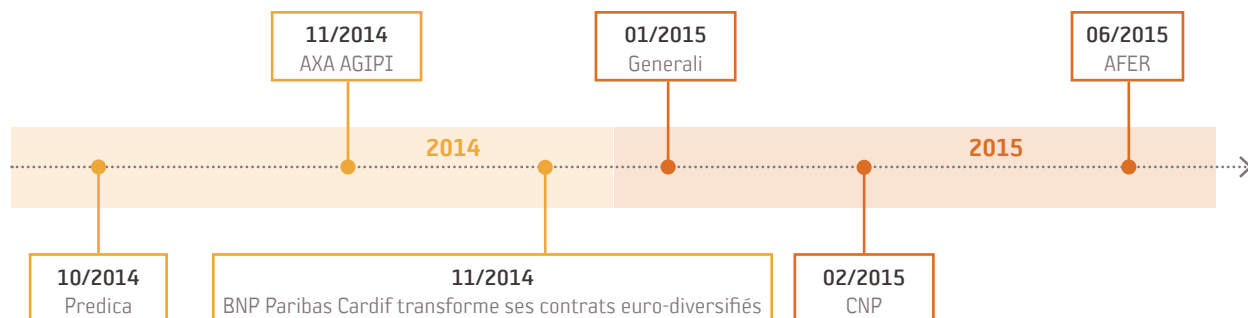 11/2014
AXA AGIPI
01/2015
Generali
06/2015
AFER
2014
2015
10/2014
Predica
11/2014
BNP Paribas Cardif transforme ses contrats euro-diversifiés
02/2015
CNP